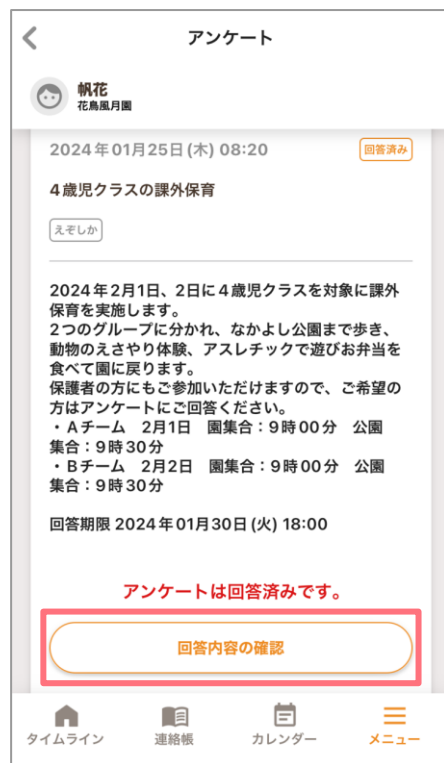 アンケート
帆花
花鳥風月園
2024年01月25日(木) 08:20
回答済み
4歳児クラスの課外保育
えぞしか
2024年2月1日、2日に4歳児クラスを対象に課外
保育を実施します。
2つのグループに分かれ、なかよし公園まで歩き、
動物のえさやり体験、アスレチックで遊びお弁当を
食べて園に戻ります。
保護者の方にもご参加いただけますので、ご希望の
方はアンケートにご回答ください。
・Aチーム　2月1日　園集合：9時00分　公園
集合：9時30分
・Bチーム　2月2日　園集合：9時00分　公園
集合：9時30分
回答期限 2024年01月30日(火) 18:00
アンケートは回答済みです。
回答内容の確認
タイムライン
連絡帳
カレンダー
メニュー